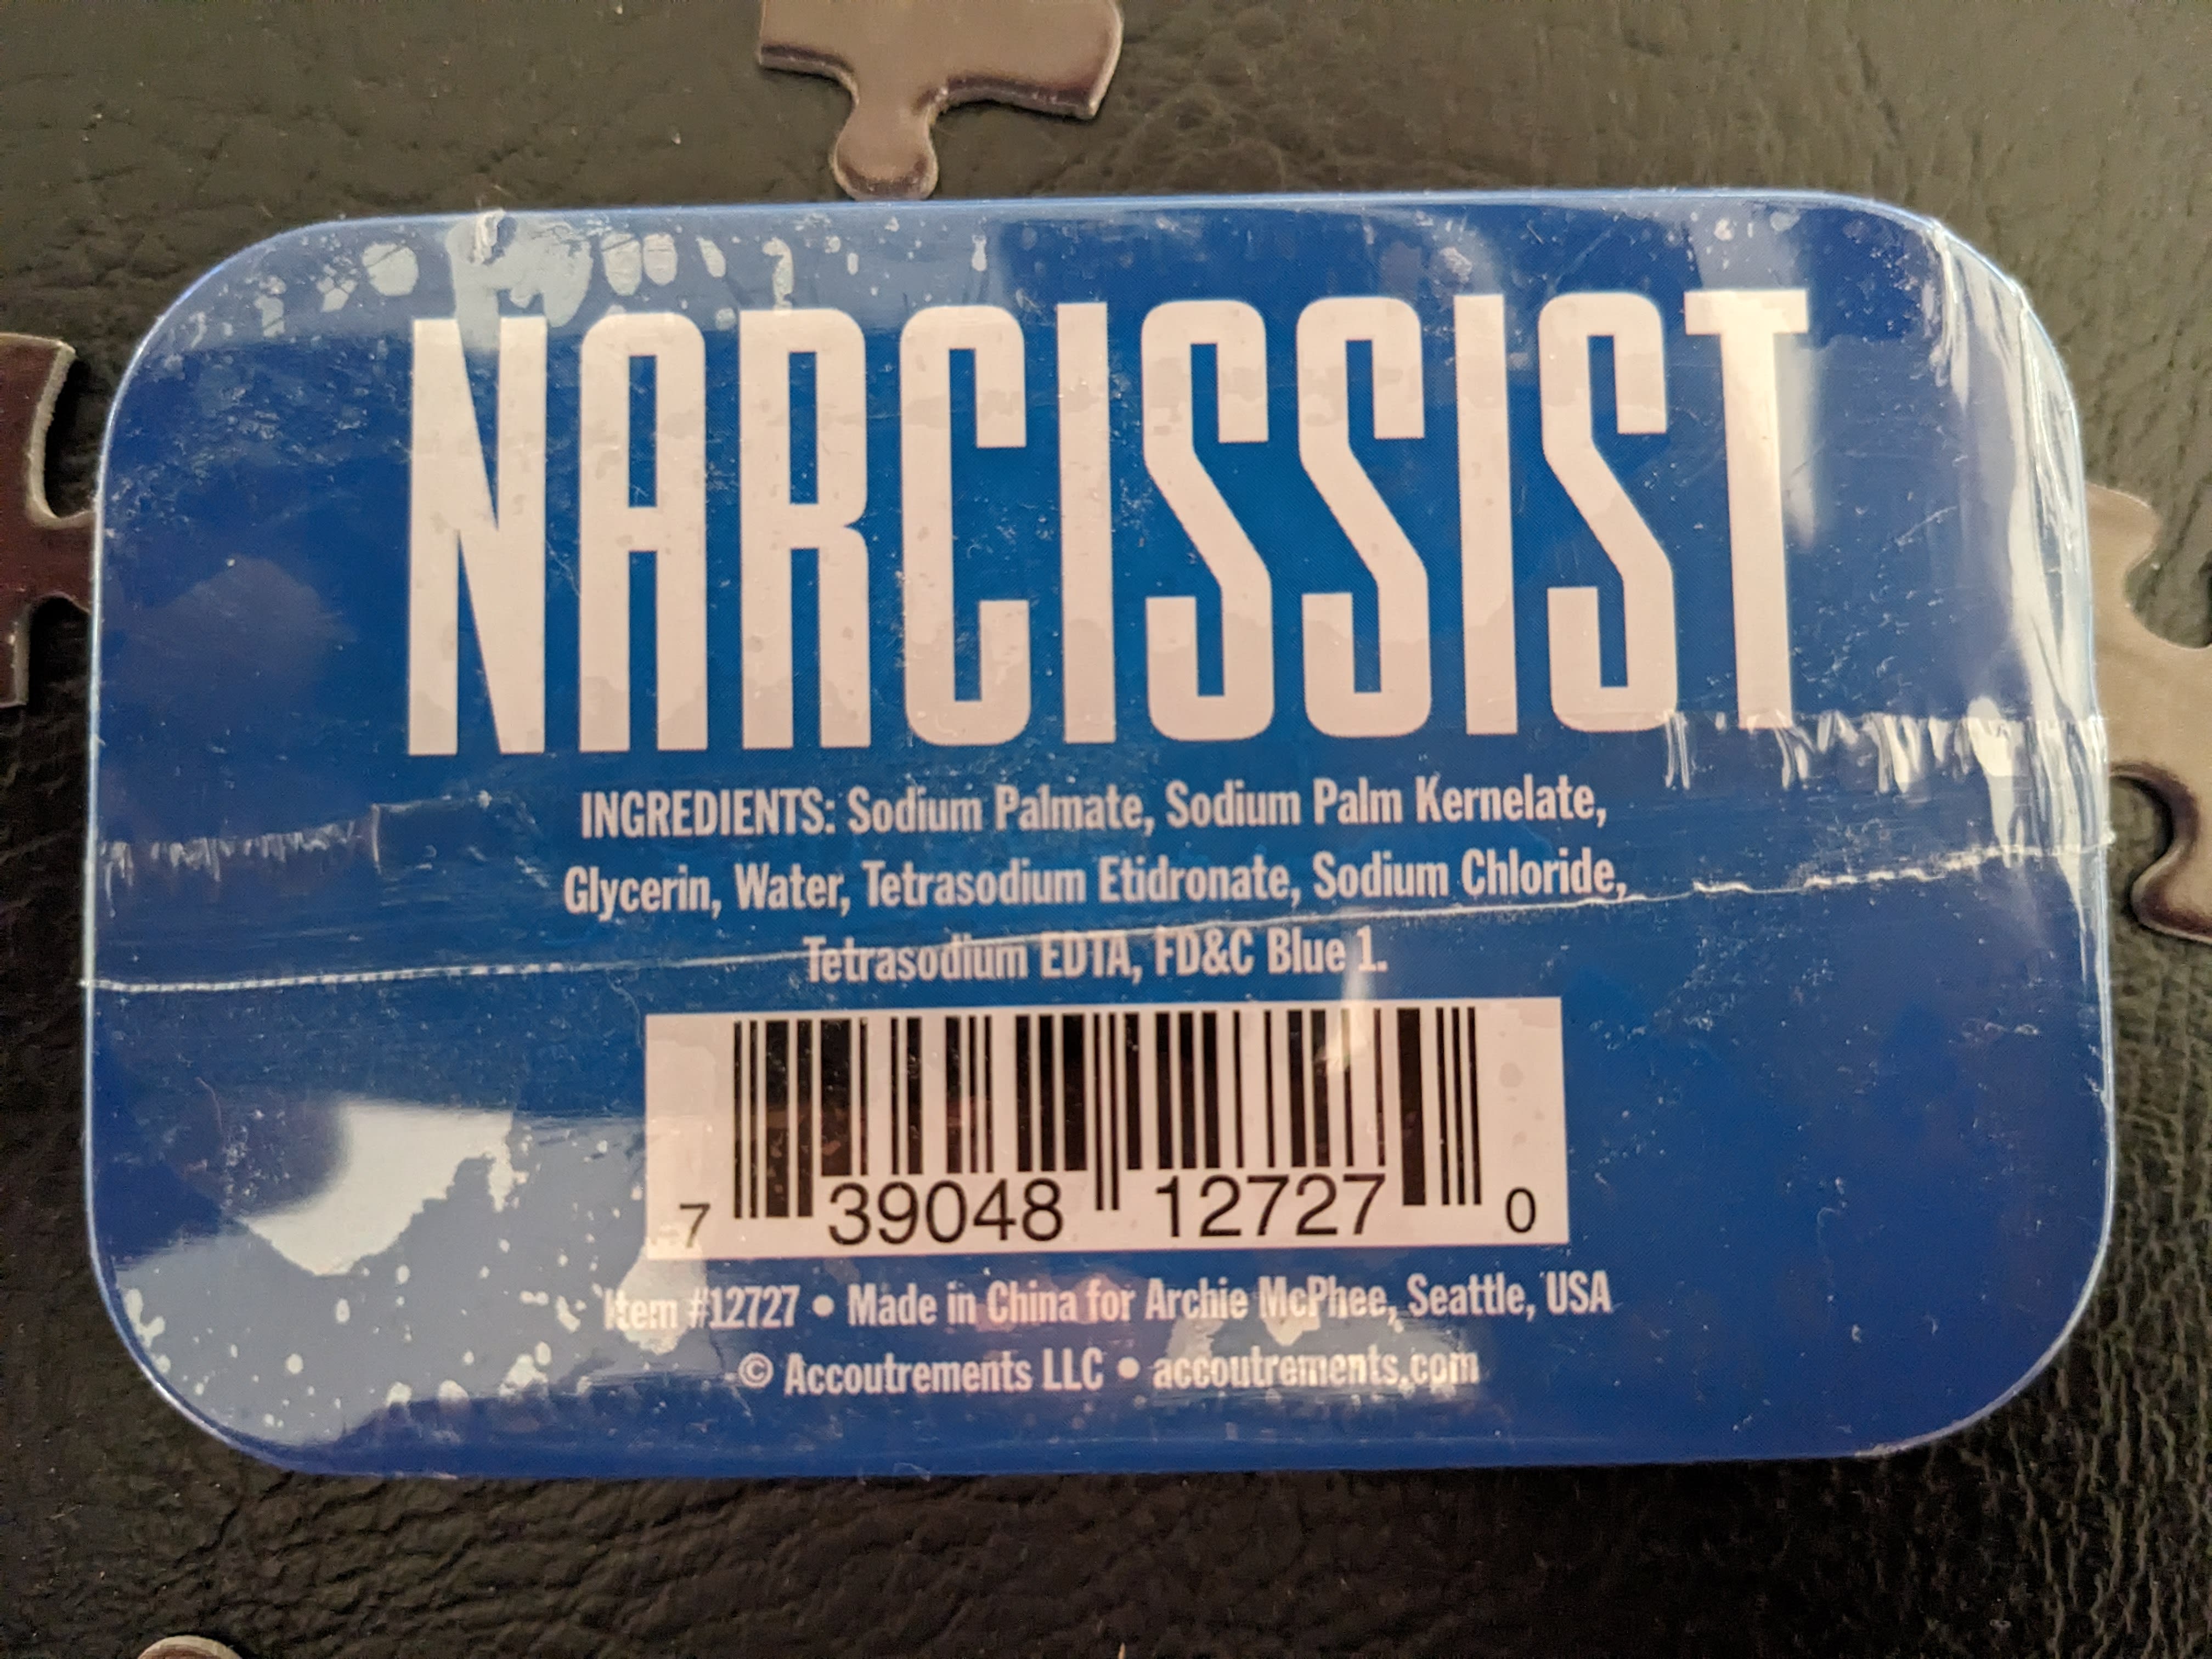 NARCISSIST
INGREDIENTS: Sodium Palmate, Sodium Palm Kernelate,
Glycerin, Water, Tetrasodium Etidronate, Sodium Chloride,
Tetrasodium EDTA, FD&C Blue 1.
7 39048 12727 0
Item #12727 • Made in China for Archie McPhee, Seattle, USA
© Accoutrements LLC • accoutrements.com